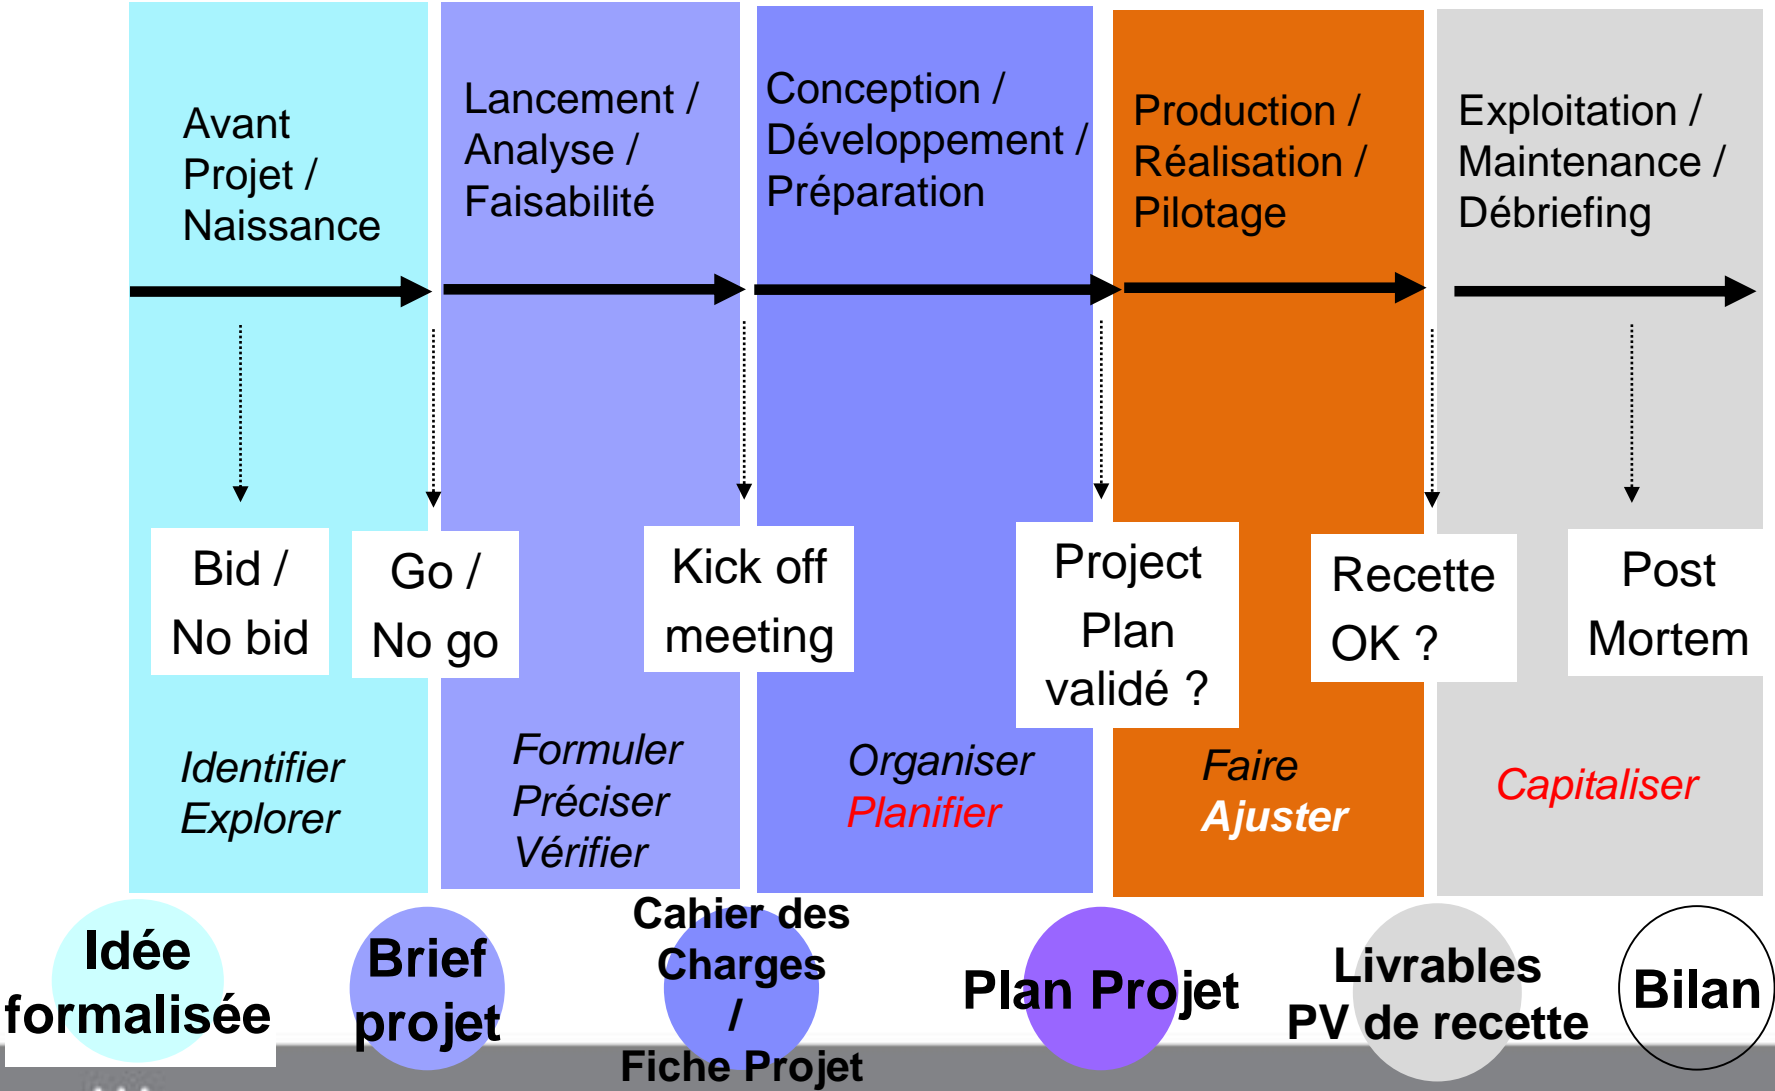 Avant
Projet /
Naissance
Lancement /
Analyse /
Faisabilité
Conception /
Développement /
Préparation
Production /
Réalisation /
Pilotage
Exploitation /
Maintenance /
Débriefing
Bid /
No bid
Go /
No go
Kick off
meeting
Project
Plan
validé ?
Recette
OK ?
Post
Mortem
Identifier
Explorer
Formuler
Préciser
Vérifier
Organiser
Planifier
Faire
Ajuster
Capitaliser
Idée
formalisée
Brief
projet
Cahier des
Charges
/
Fiche Projet
Plan Projet
Livrables
PV de recette
Bilan